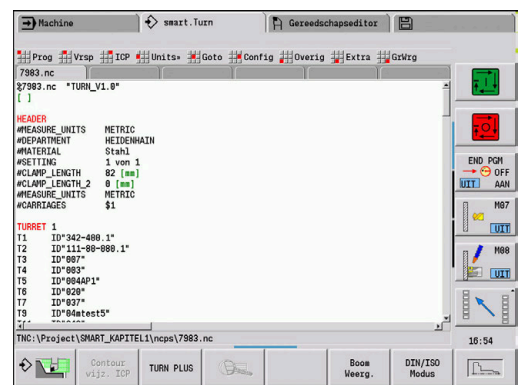 Machine smart.Turn Gereedschapseditor
Prog Vrsp ICP Units» Goto Config Overig Extra GrWrg
7983.nc
%7983.nc "TURN_V1.0"
[ ]
HEADER
#MEASURE_UNITS METRIC
#DEPARTMENT HEIDENHAIN
#MATERIAL Stahl
#SETTING 1 von 1
#CLAMP_LENGTH 82 [mm]
#CLAMP_LENGTH_2 0 [mm]
#MEASURE_UNITS METRIC
#CARRIAGES $1
TURRET 1
T1 ID"342-400.1"
T2 ID"111-80-080.1"
T3 ID"007"
T4 ID"003"
T5 ID"004AP1"
T6 ID"020"
T7 ID"037"
T9 ID"04mtest5"
TNC:\Project\SMART_KAPITEL1\ncps\7983.nc
END PGM
OFF
UIT AAN
M07
UIT
M08
UIT
16:54
Contour
wijz. ICP
TURN PLUS
Boom
Weerg.
DIN/ISO
Modus